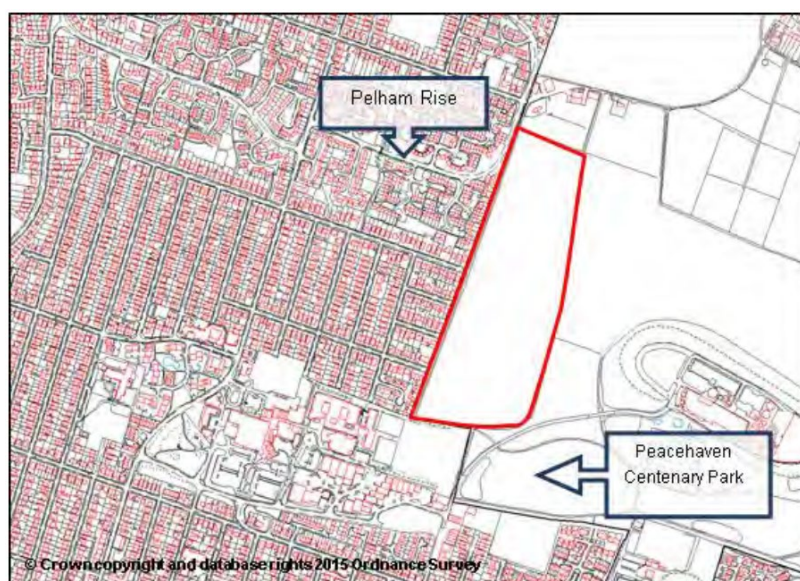 Pelham Rise
Peacehaven
Centenary Park
© Crown copyright and database rights 2015 Ordnance Survey